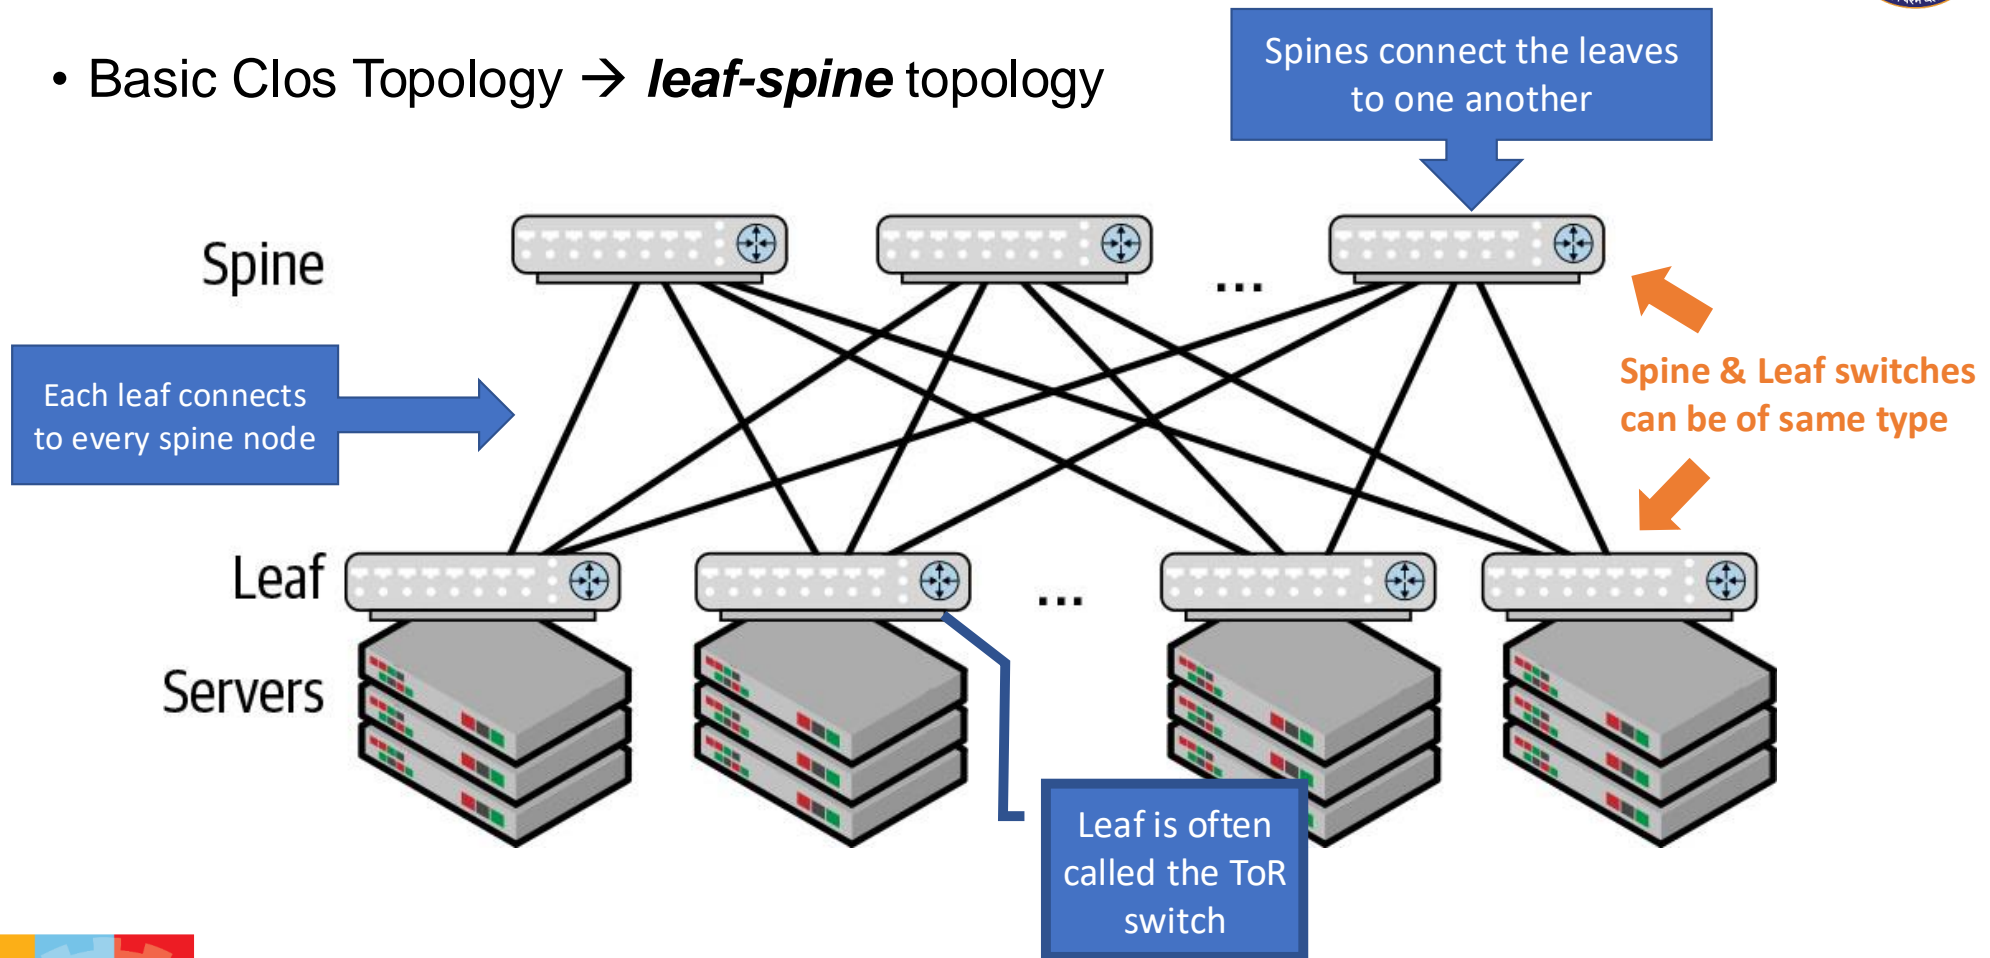 • Basic Clos Topology → leaf-spine topology
Spines connect the leaves
to one another
Spine
...
Each leaf connects
to every spine node
Spine & Leaf switches
can be of same type
Leaf
...
Servers
Leaf is often
called the ToR
switch